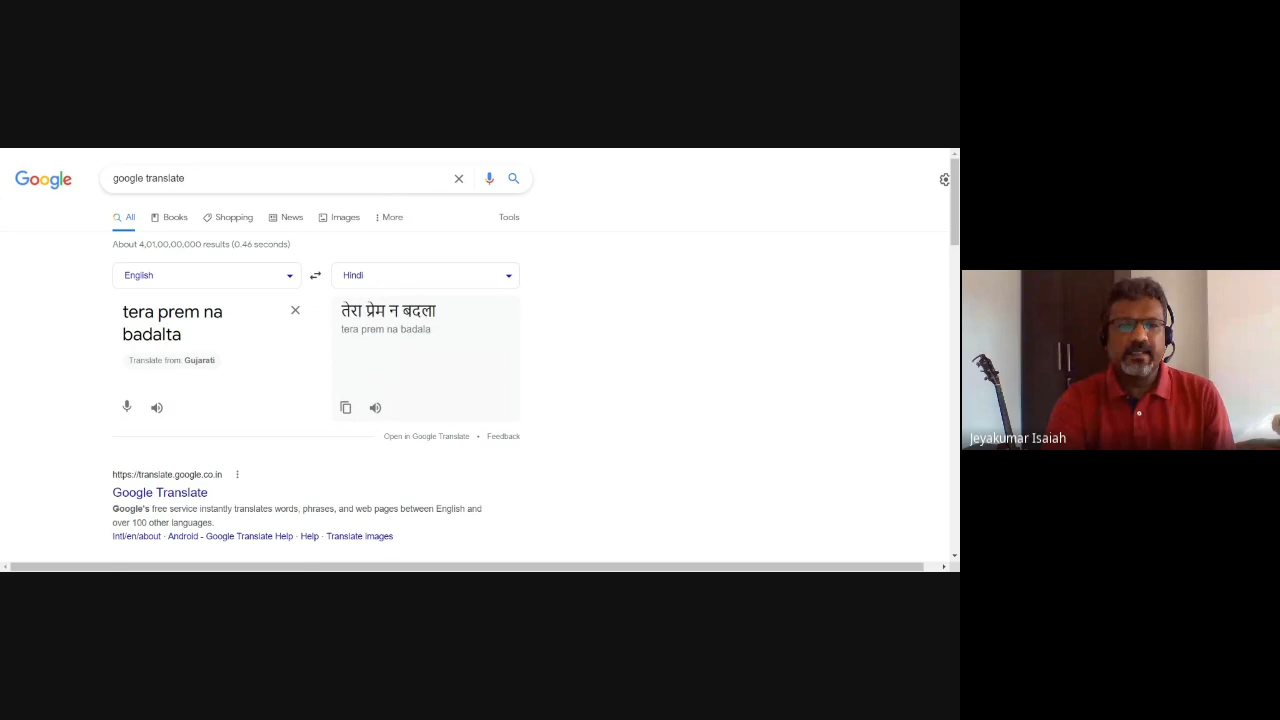 Google
google translate
All Books Shopping News Images More Tools
About 4,01,00,00,000 results (0.46 seconds)
English Hindi
tera prem na
badalta
Translate from: Gujarati
तेरा प्रेम न बदला
tera prem na badala
Open in Google Translate • Feedback
https://translate.google.co.in
Google Translate
Google's free service instantly translates words, phrases, and web pages between English and
over 100 other languages.
Intl/en/about · Android - Google Translate Help · Help · Translate images
Jeyakumar Isaiah